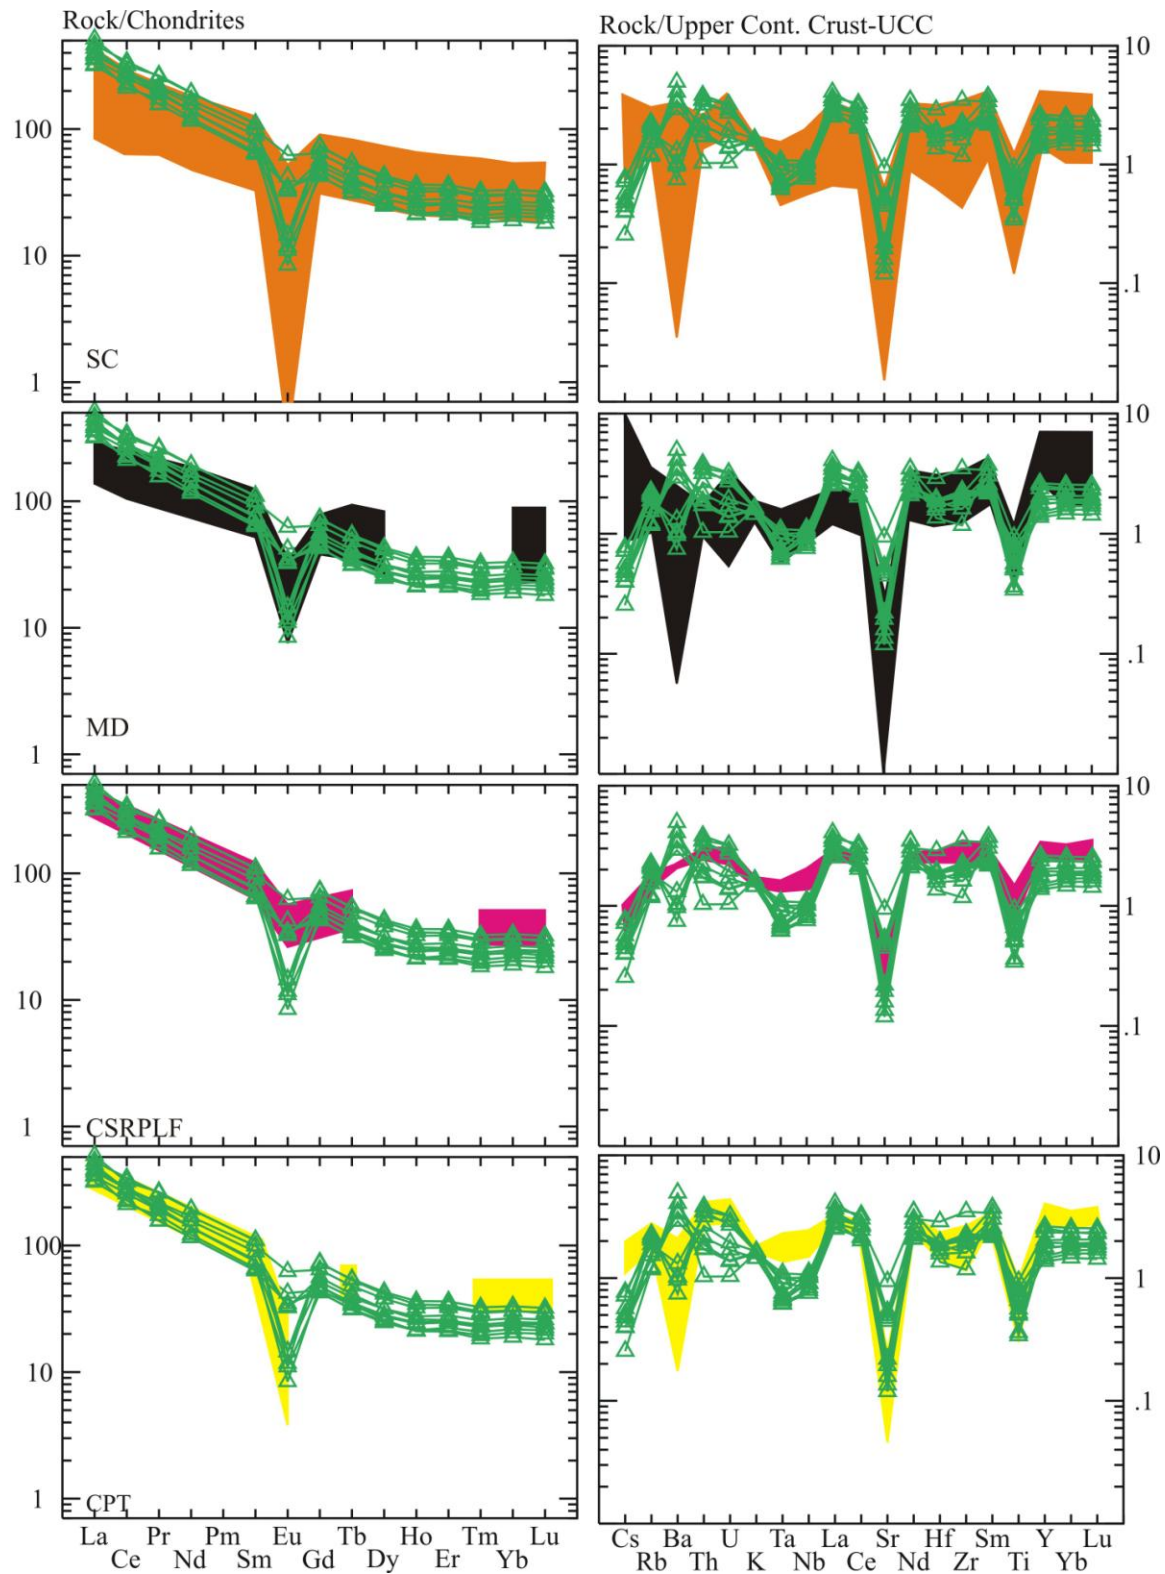 Rock/Chondrites
Rock/Upper Cont. Crust-UCC
100
10
1
SC
10
1
.1
100
10
1
MD
10
1
.1
100
10
1
CSRPLF
10
1
.1
100
10
1
CPT
10
1
.1
La Pr Pm Eu Tb Ho Tm Lu
Ce Nd Sm Gd Dy Er Yb
Cs Ba U Ta La Sr Hf Sm Y Lu
Rb Th K Nb Ce Nd Zr Ti Yb